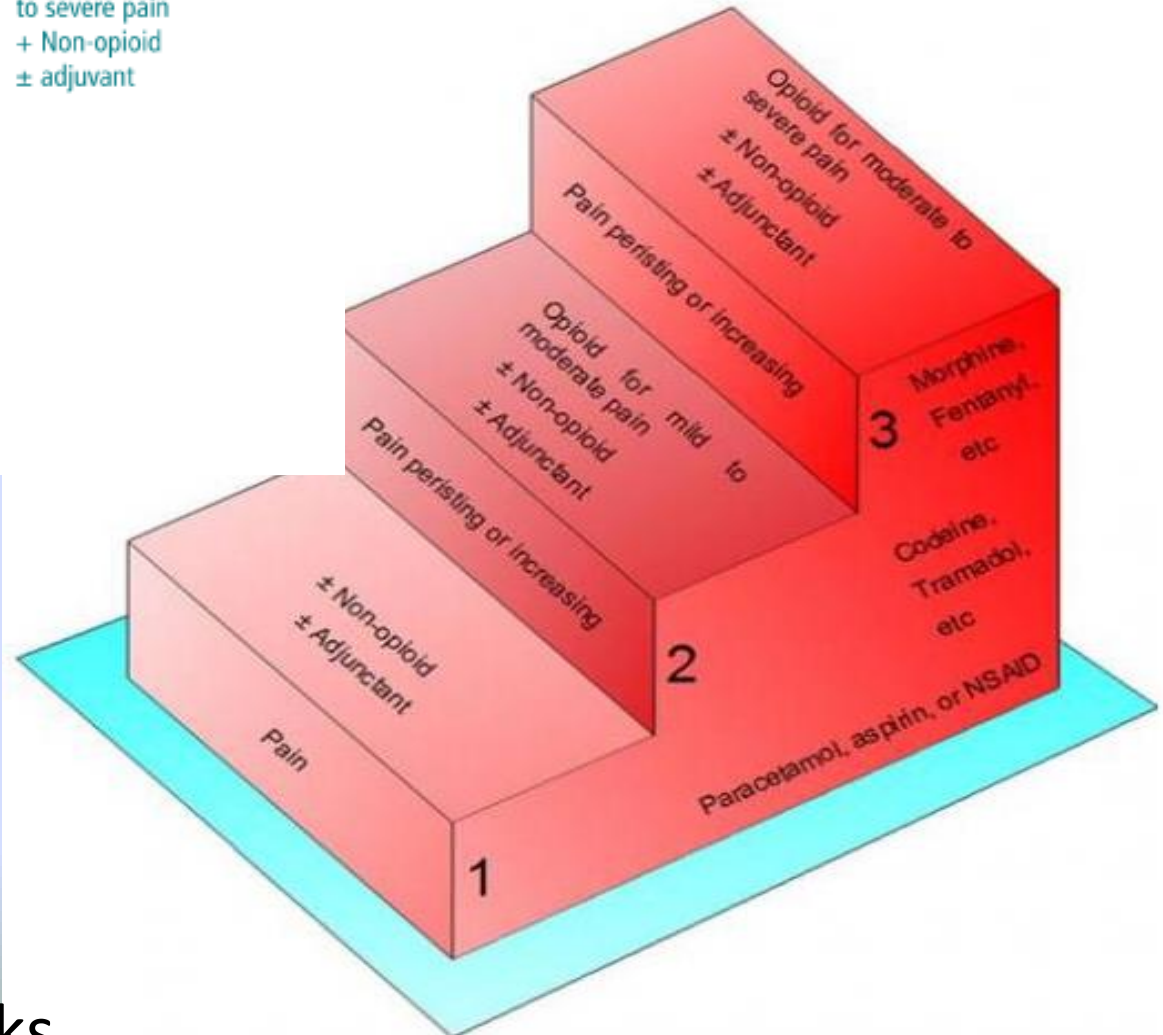 to severe pain
+ Non-opioid
± adjuvant
Opioid for moderate to
severe pain
± Non-opioid
± Adjunctant
Pain peristing or increasing
Opioid for mild to
moderate pain
± Non-opioid
± Adjunctant
Pain peristing or increasing
± Non-opioid
± Adjunctant
Pain
3
Morphine,
Fentanyl,
etc
2
Codeine,
Tramadol,
etc
1
Paracetamol, aspirin, or NSAID
ks